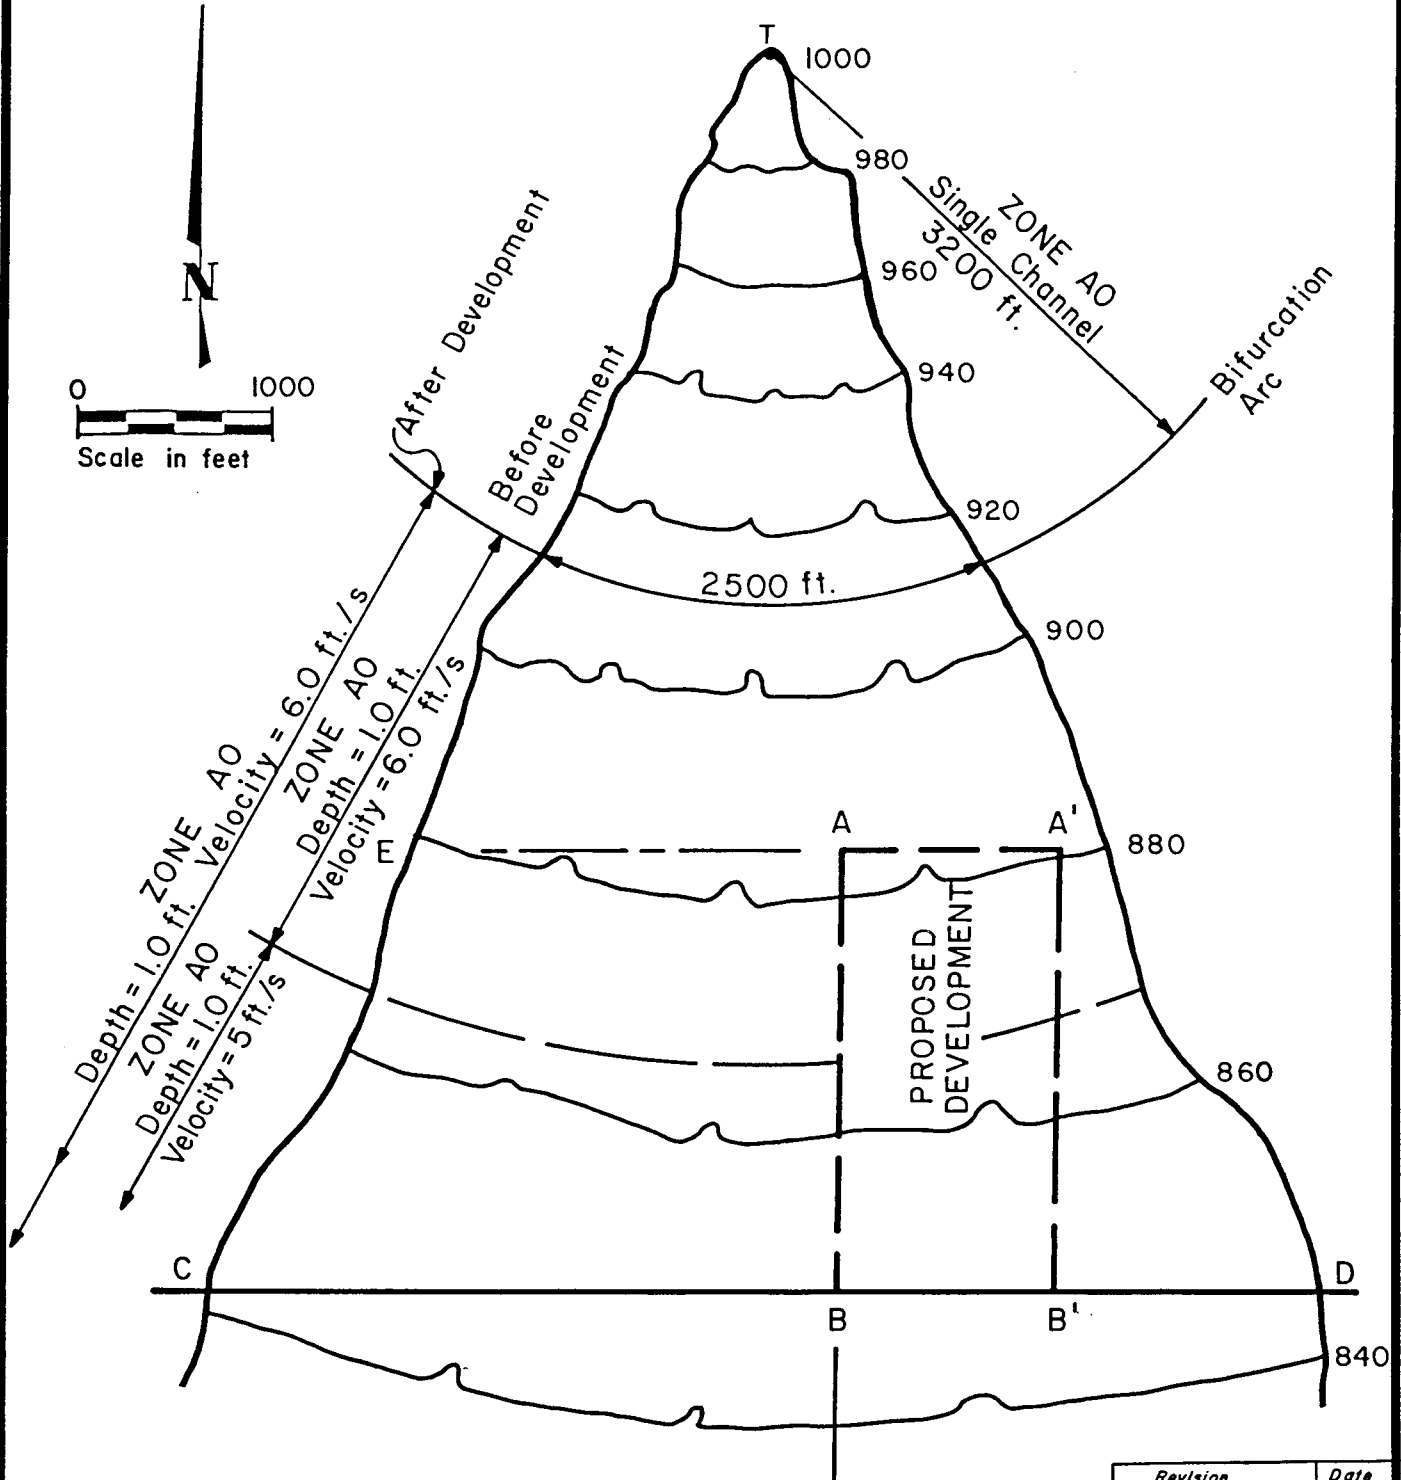 T
1000
980
ZONE AO
Single Channel
3200 ft.
960
Bifurcation
Arc
N
0 1000
Scale in feet
After Development
Before
Development
940
920
2500 ft.
900
ZONE AO
Depth = 1.0 ft. Velocity = 6.0 ft./s
ZONE AO
Depth = 1.0 ft.
Velocity = 6.0 ft./s
E
A
A'
880
PROPOSED
DEVELOPMENT
ZONE AO
Depth = 1.0 ft.
Velocity = 5 ft./s
860
C
D
B
B'
840
Revision
Date